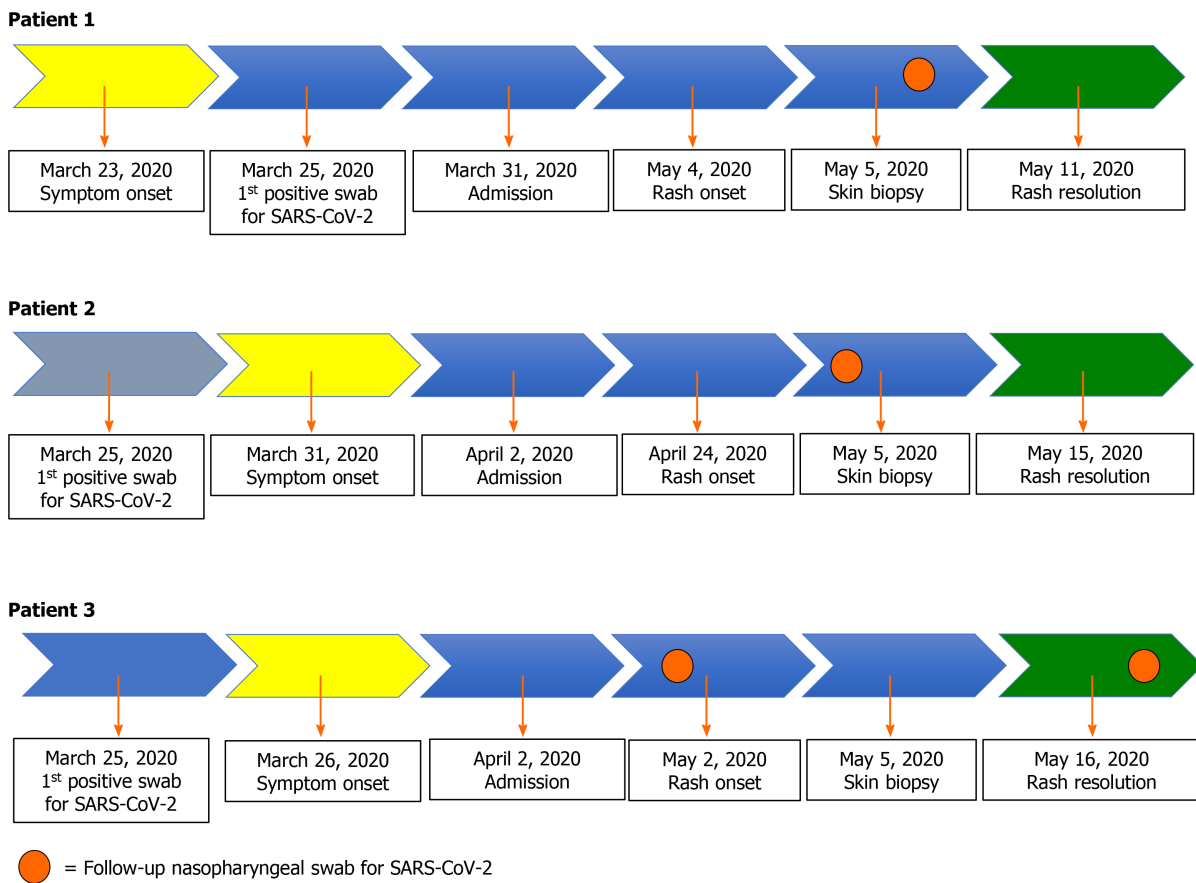 Patient 1
March 23, 2020
Symptom onset
March 25, 2020
1st positive swab
for SARS-CoV-2
March 31, 2020
Admission
May 4, 2020
Rash onset
May 5, 2020
Skin biopsy
May 11, 2020
Rash resolution
Patient 2
March 25, 2020
1st positive swab
for SARS-CoV-2
March 31, 2020
Symptom onset
April 2, 2020
Admission
April 24, 2020
Rash onset
May 5, 2020
Skin biopsy
May 15, 2020
Rash resolution
Patient 3
March 25, 2020
1st positive swab
for SARS-CoV-2
March 26, 2020
Symptom onset
April 2, 2020
Admission
May 2, 2020
Rash onset
May 5, 2020
Skin biopsy
May 16, 2020
Rash resolution
= Follow-up nasopharyngeal swab for SARS-CoV-2